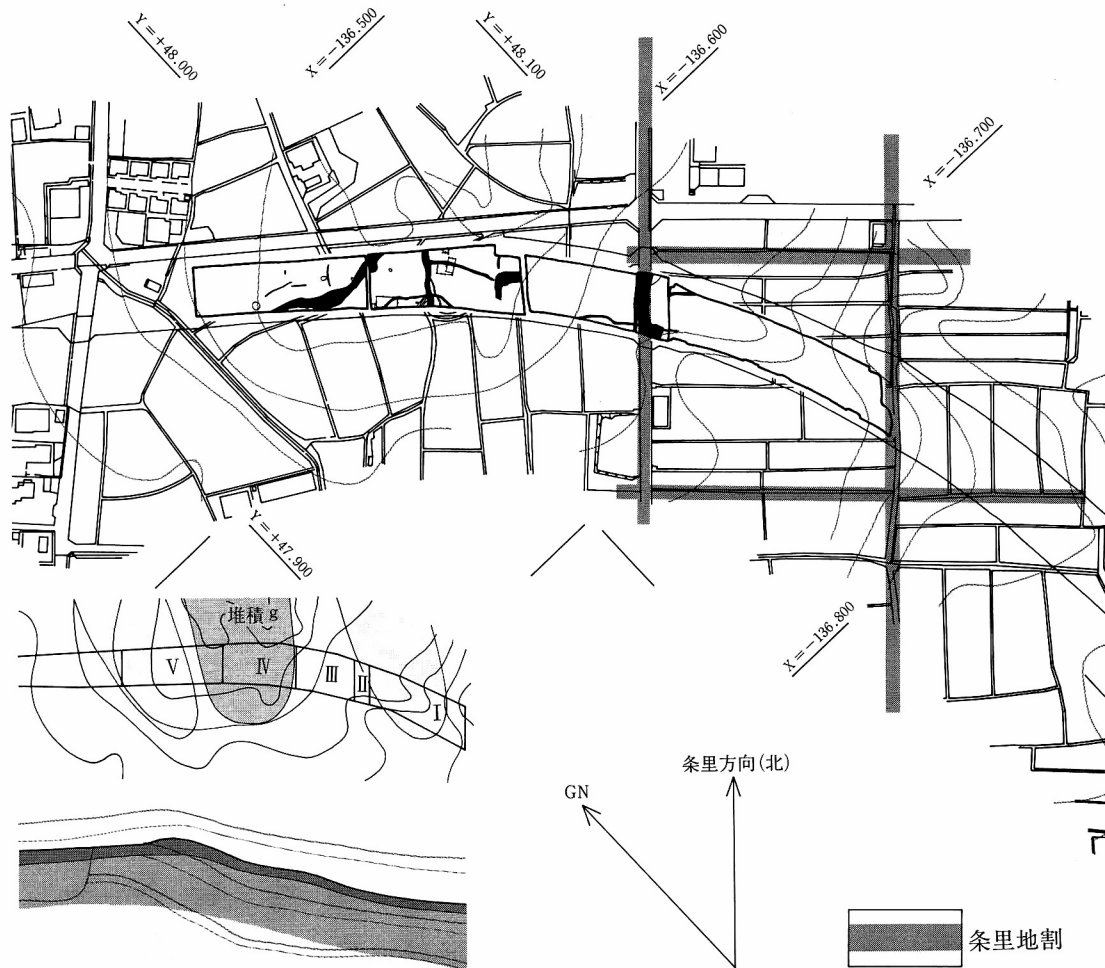 Y=+48.000
X=-136.500
Y=+48.100
X=-136.600
X=-136.700
Y=+47.900
X=-136.800
堆積g
Ⅴ
Ⅳ
Ⅲ
Ⅱ
Ⅰ
GN
条里方向(北)
条里地割